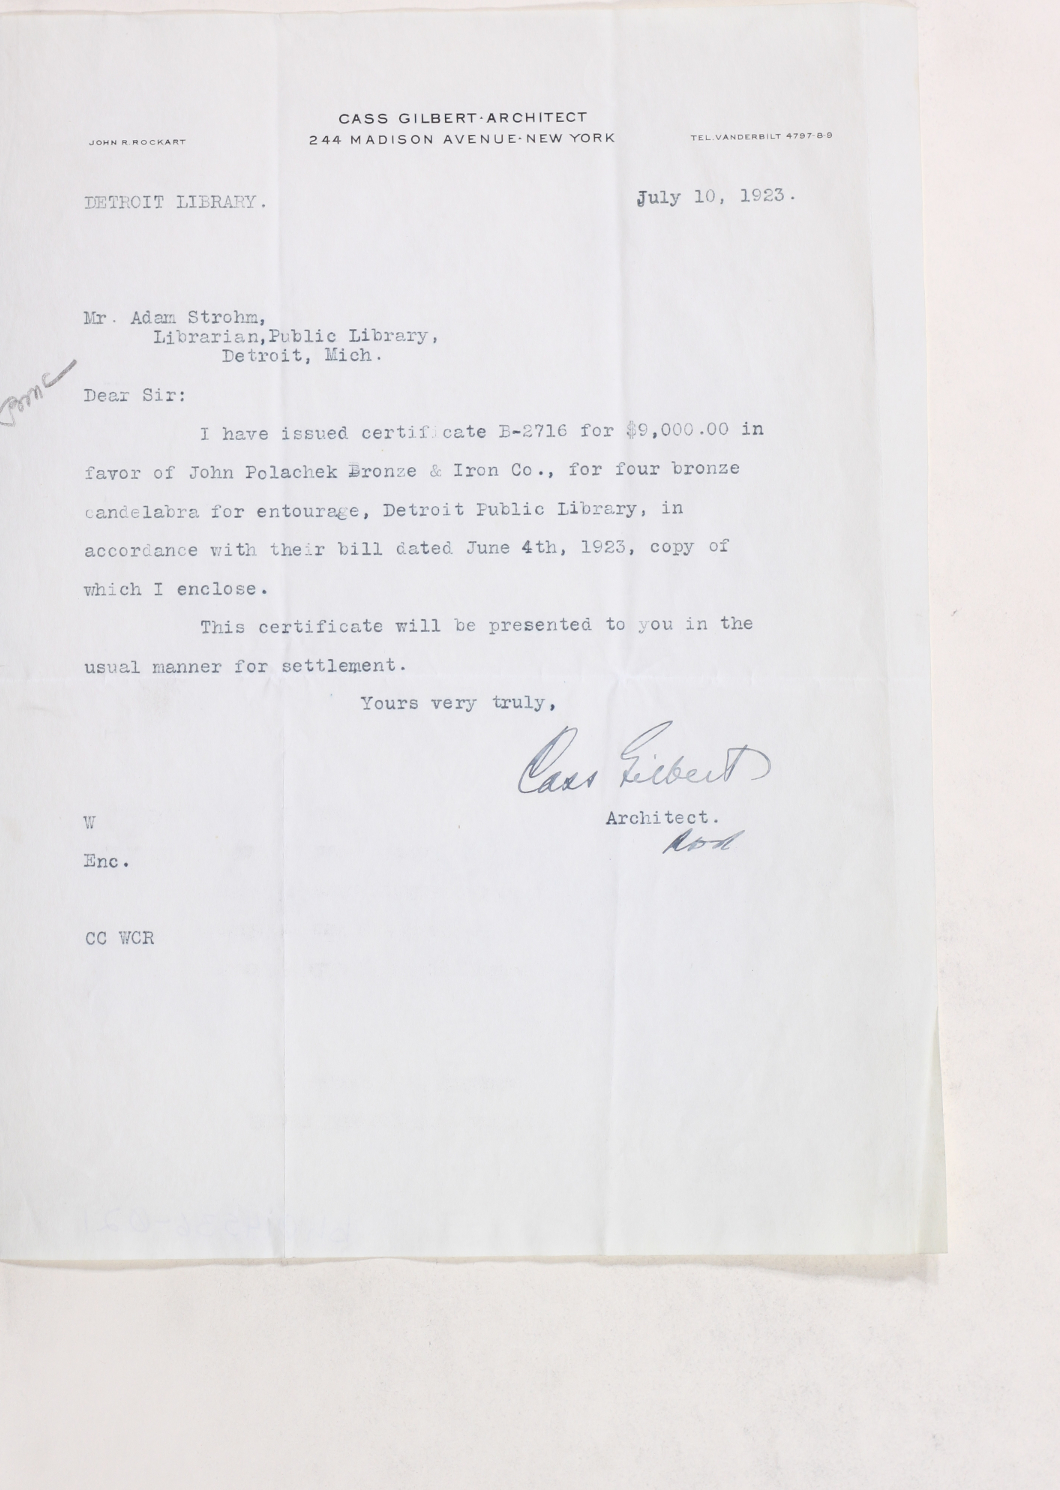 CASS GILBERT·ARCHITECT
244 MADISON AVENUE·NEW YORK
JOHN R. ROCKART
TEL. VANDERBILT 4797-8-9
DETROIT LIBRARY.
July 10, 1923.
Mr. Adam Strohm,
Librarian,Public Library,
Detroit, Mich.
Dear Sir:
I have issued certificate B-2716 for $9,000.00 in
favor of John Polachek Bronze & Iron Co., for four bronze
candelabra for entourage, Detroit Public Library, in
accordance with their bill dated June 4th, 1923, copy of
which I enclose.
This certificate will be presented to you in the
usual manner for settlement.
Yours very truly,
Cass Gilbert
Architect.
W
Enc.
CC WCR